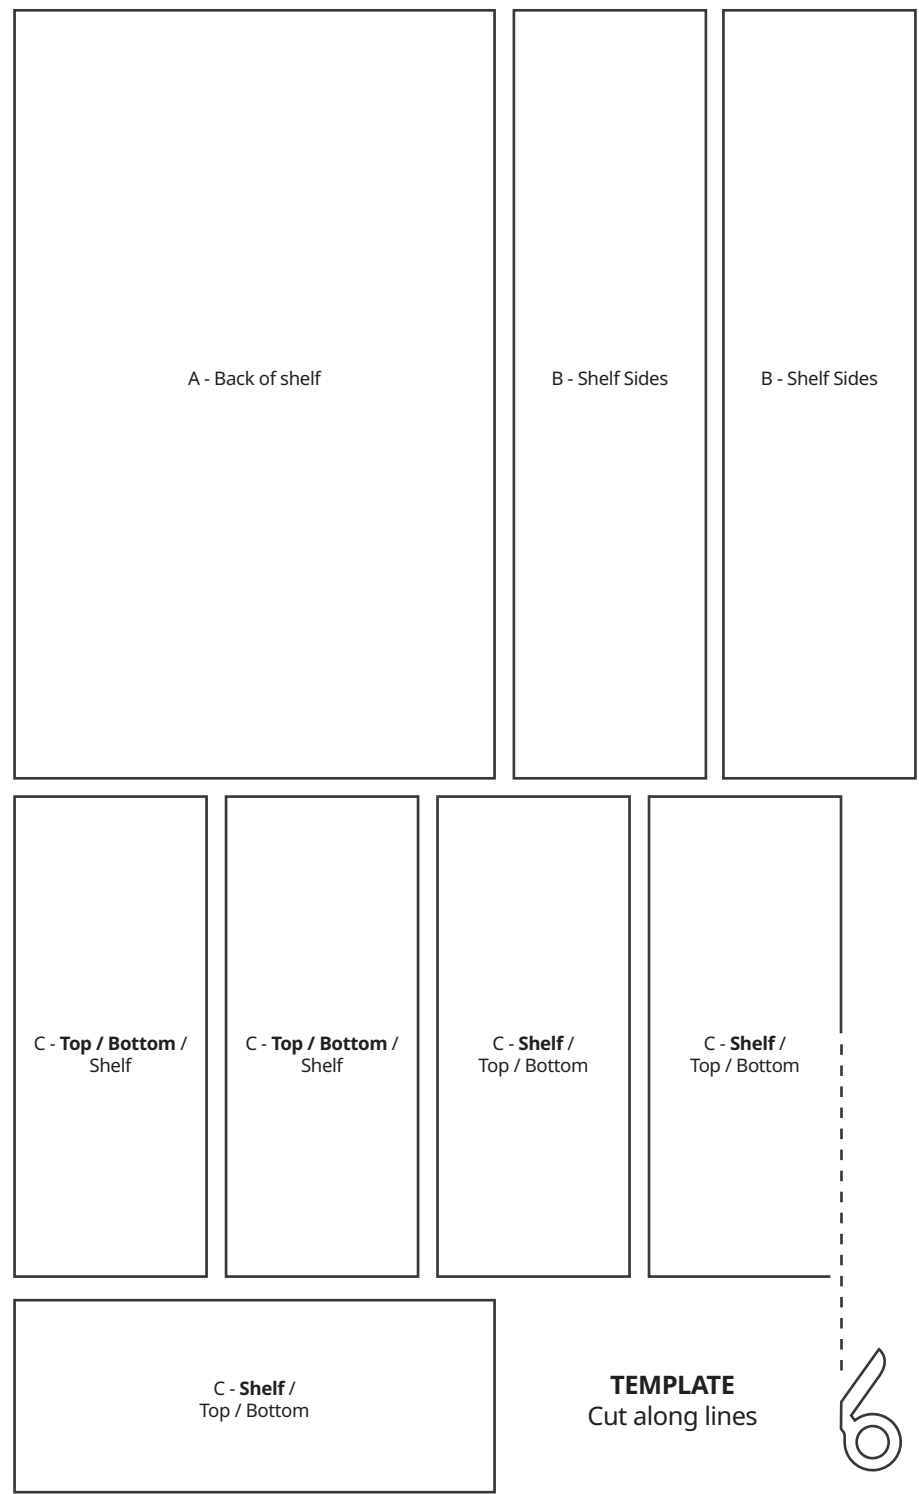 A - Back of shelf
B - Shelf Sides
B - Shelf Sides
C - Top / Bottom /
Shelf
C - Top / Bottom /
Shelf
C - Shelf /
Top / Bottom
C - Shelf /
Top / Bottom
C - Shelf /
Top / Bottom
TEMPLATE
Cut along lines